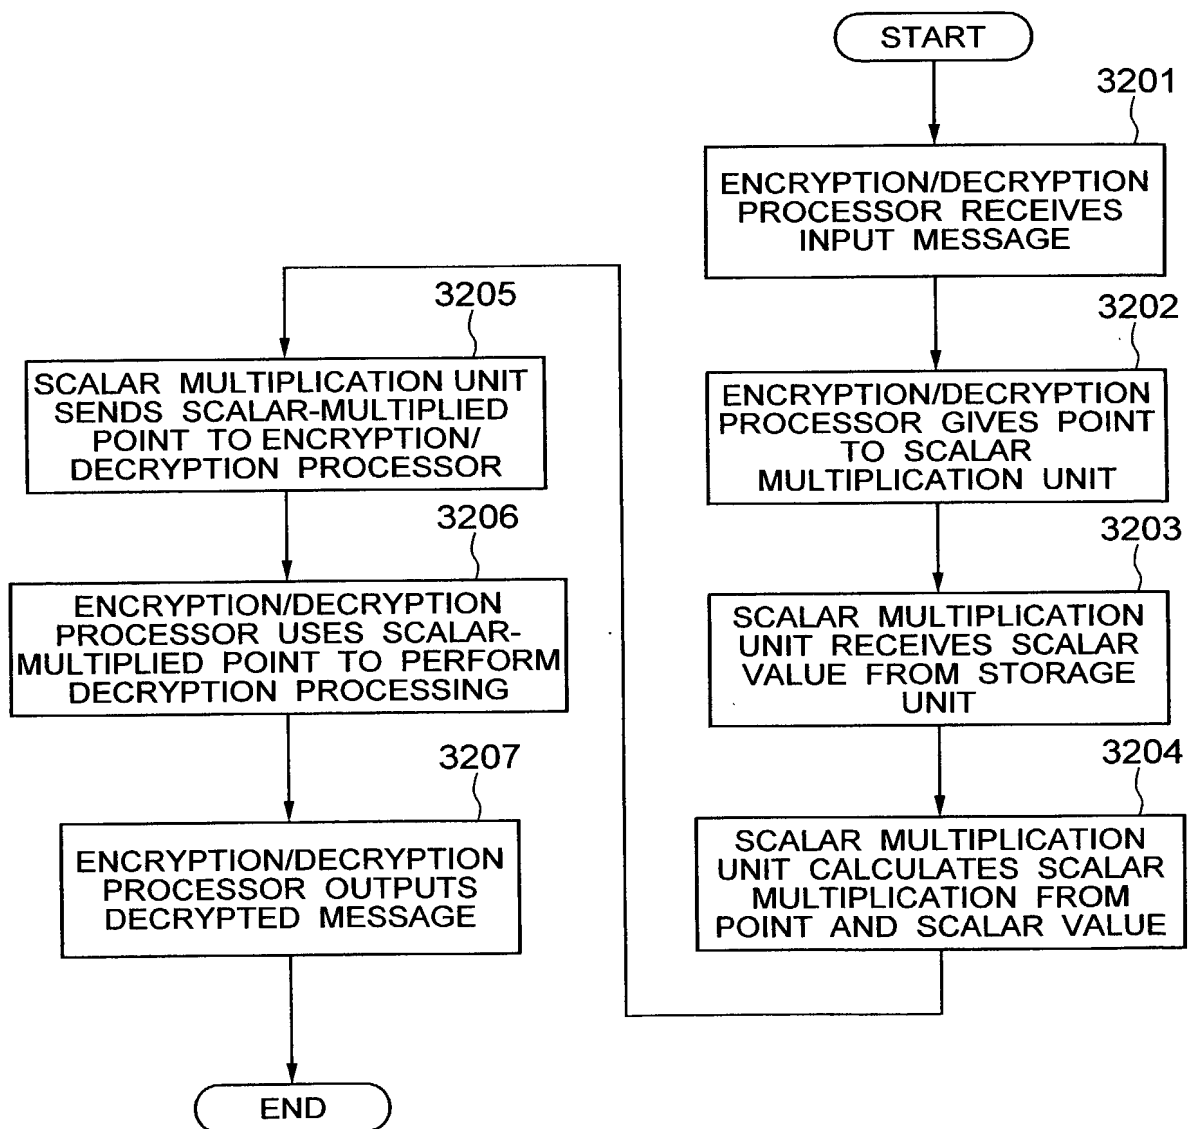 START
3201
ENCRYPTION/DECRYPTION
PROCESSOR RECEIVES
INPUT MESSAGE
3202
ENCRYPTION/DECRYPTION
PROCESSOR GIVES POINT
TO SCALAR
MULTIPLICATION UNIT
3203
SCALAR MULTIPLICATION
UNIT RECEIVES SCALAR
VALUE FROM STORAGE
UNIT
3204
SCALAR MULTIPLICATION
UNIT CALCULATES SCALAR
MULTIPLICATION FROM
POINT AND SCALAR VALUE
3205
SCALAR MULTIPLICATION UNIT
SENDS SCALAR-MULTIPLIED
POINT TO ENCRYPTION/
DECRYPTION PROCESSOR
3206
ENCRYPTION/DECRYPTION
PROCESSOR USES SCALAR-
MULTIPLIED POINT TO PERFORM
DECRYPTION PROCESSING
3207
ENCRYPTION/DECRYPTION
PROCESSOR OUTPUTS
DECRYPTED MESSAGE
END